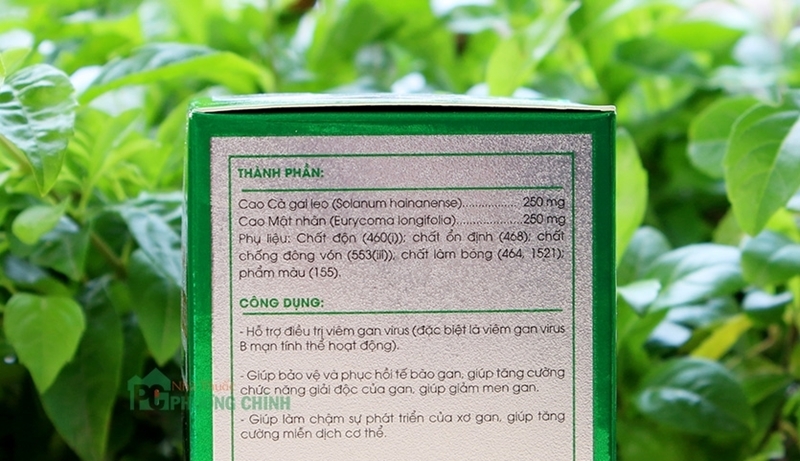 THÀNH PHẦN:
Cao Cà gai leo (Solanum hainanense)................ 250 mg
Cao Mật nhân (Eurycoma longifolia).................. 250 mg
Phụ liệu: Chất độn (460(i)); chất ổn định (468); chất
chống đông vón (553(iii)); chất làm bóng (464, 1521);
phẩm màu (155).
CÔNG DỤNG:
- Hỗ trợ điều trị viêm gan virus (đặc biệt là viêm gan virus
B mạn tính thể hoạt động).
- Giúp bảo vệ và phục hồi tế bào gan, giúp tăng cường
chức năng giải độc của gan, giúp giảm men gan.
- Giúp làm chậm sự phát triển của xơ gan, giúp tăng
cường miễn dịch cơ thể.
NHÀ THUỐC
PHƯƠNG CHÍNH